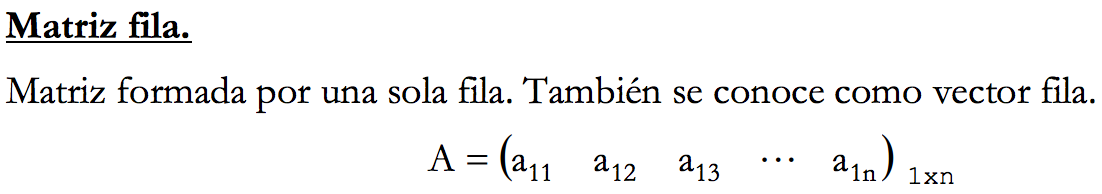 Matriz fila.
Matriz formada por una sola fila. También se conoce como vector fila.
A = (a₁₁ a₁₂ a₁₃ ⋯ a₁ₙ) ₁ₓₙ